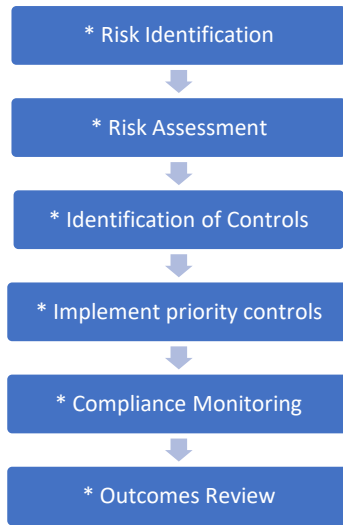 * Risk Identification
* Risk Assessment
* Identification of Controls
* Implement priority controls
* Compliance Monitoring
* Outcomes Review